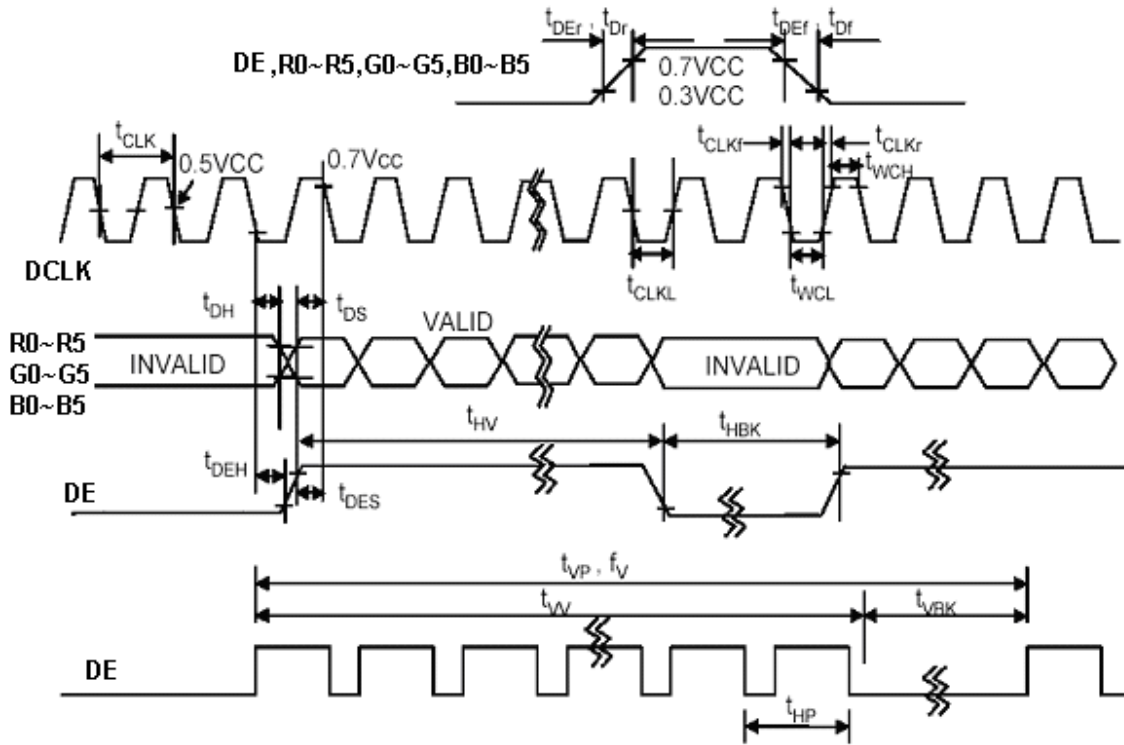 tDEr , tDr
tDEf , tDf
DE ,R0~R5,G0~G5,B0~B5
0.7VCC
0.3VCC
tCLK
0.5VCC
0.7Vcc
tCLKf
tCLKr
tWCH
DCLK
tCLKL
tWCL
tDH
tDS
VALID
R0~R5
G0~G5
B0~B5
INVALID
INVALID
tHV
tHBK
tDEH
tDES
DE
tVP , fV
tVV
tVBK
DE
tHP